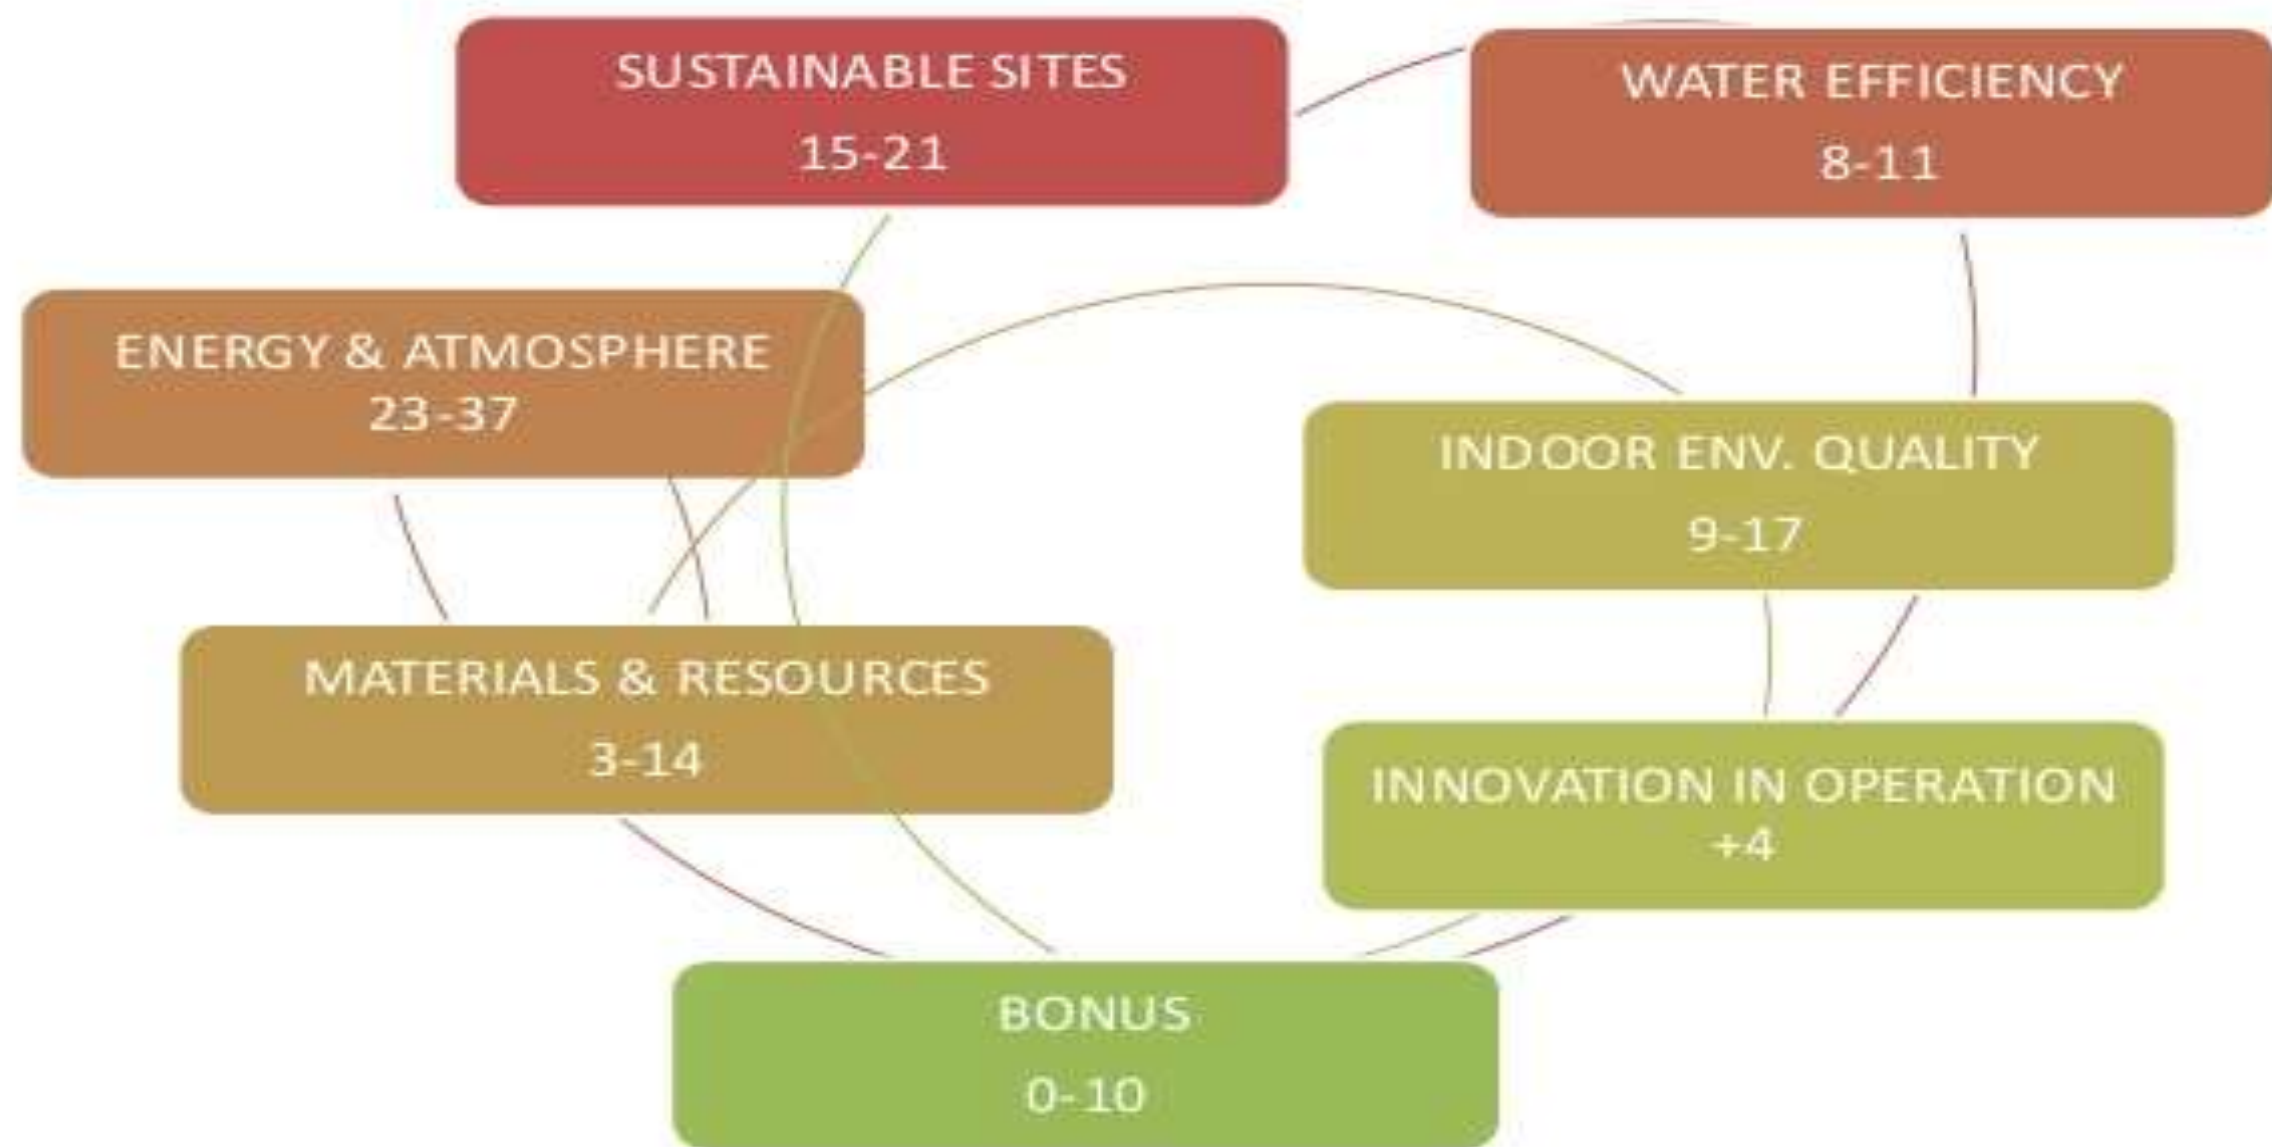 SUSTAINABLE SITES
15-21
WATER EFFICIENCY
8-11
ENERGY & ATMOSPHERE
23-37
INDOOR ENV. QUALITY
9-17
MATERIALS & RESOURCES
3-14
INNOVATION IN OPERATION
+4
BONUS
0-10